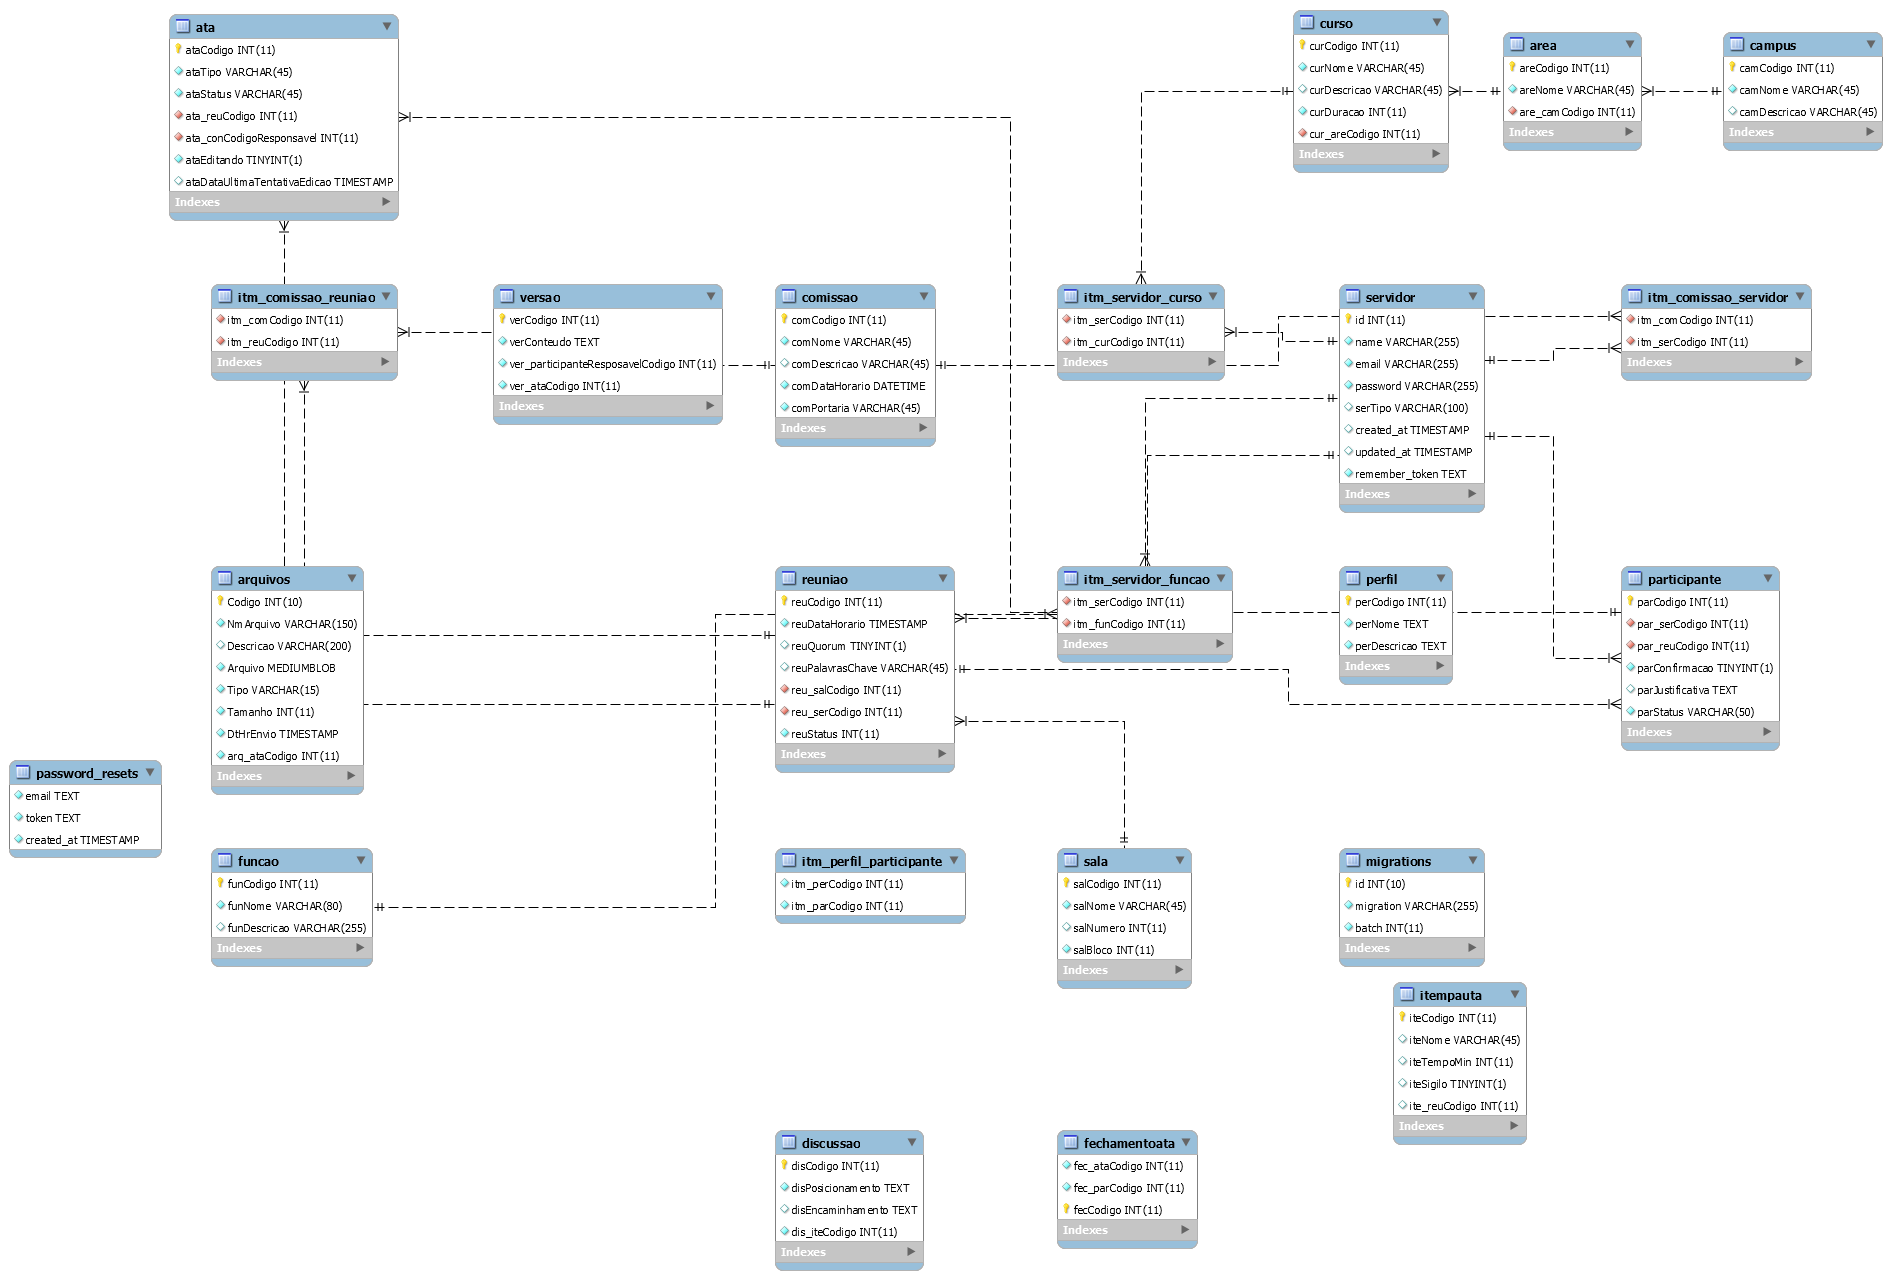 ata
ataCodigo INT(11)
ataTipo VARCHAR(45)
ataStatus VARCHAR(45)
ata_reuCodigo INT(11)
ata_conCodigoResponsavel INT(11)
ataEditando TINYINT(1)
ataDataUltimaTentativaEdicao TIMESTAMP
Indexes
curso
curCodigo INT(11)
curNome VARCHAR(45)
curDescricao VARCHAR(45)
curDuracao INT(11)
cur_areCodigo INT(11)
Indexes
area
areCodigo INT(11)
areNome VARCHAR(45)
are_camCodigo INT(11)
Indexes
campus
camCodigo INT(11)
camNome VARCHAR(45)
camDescricao VARCHAR(45)
Indexes
itm_comissao_reuniao
itm_comCodigo INT(11)
itm_reuCodigo INT(11)
Indexes
versao
verCodigo INT(11)
verConteudo TEXT
ver_participanteResposavelCodigo INT(11)
ver_ataCodigo INT(11)
Indexes
comissao
comCodigo INT(11)
comNome VARCHAR(45)
comDescricao VARCHAR(45)
comDataHorario DATETIME
comPortaria VARCHAR(45)
Indexes
itm_servidor_curso
itm_serCodigo INT(11)
itm_curCodigo INT(11)
Indexes
servidor
id INT(11)
name VARCHAR(255)
email VARCHAR(255)
password VARCHAR(255)
serTipo VARCHAR(100)
created_at TIMESTAMP
updated_at TIMESTAMP
remember_token TEXT
Indexes
itm_comissao_servidor
itm_comCodigo INT(11)
itm_serCodigo INT(11)
Indexes
arquivos
Codigo INT(10)
NmArquivo VARCHAR(150)
Descricao VARCHAR(200)
Arquivo MEDIUMBLOB
Tipo VARCHAR(15)
Tamanho INT(11)
DtHrEnvio TIMESTAMP
arq_ataCodigo INT(11)
Indexes
reuniao
reuCodigo INT(11)
reuDataHorario TIMESTAMP
reuQuorum TINYINT(1)
reuPalavrasChave VARCHAR(45)
reu_salCodigo INT(11)
reu_serCodigo INT(11)
reuStatus INT(11)
Indexes
itm_servidor_funcao
itm_serCodigo INT(11)
itm_funCodigo INT(11)
Indexes
perfil
perCodigo INT(11)
perNome TEXT
perDescricao TEXT
Indexes
participante
parCodigo INT(11)
par_serCodigo INT(11)
par_reuCodigo INT(11)
parConfirmacao TINYINT(1)
parJustificativa TEXT
parStatus VARCHAR(50)
Indexes
password_resets
email TEXT
token TEXT
created_at TIMESTAMP
funcao
funCodigo INT(11)
funNome VARCHAR(80)
funDescricao VARCHAR(255)
Indexes
itm_perfil_participante
itm_perCodigo INT(11)
itm_parCodigo INT(11)
sala
salCodigo INT(11)
salNome VARCHAR(45)
salNumero INT(11)
salBloco INT(11)
Indexes
migrations
id INT(10)
migration VARCHAR(255)
batch INT(11)
Indexes
itempauta
iteCodigo INT(11)
iteNome VARCHAR(45)
iteTempoMin INT(11)
iteSigilo TINYINT(1)
ite_reuCodigo INT(11)
Indexes
discussao
disCodigo INT(11)
disPosicionamento TEXT
disEncaminhamento TEXT
dis_iteCodigo INT(11)
Indexes
fechamentoata
fec_ataCodigo INT(11)
fec_parCodigo INT(11)
fecCodigo INT(11)
Indexes